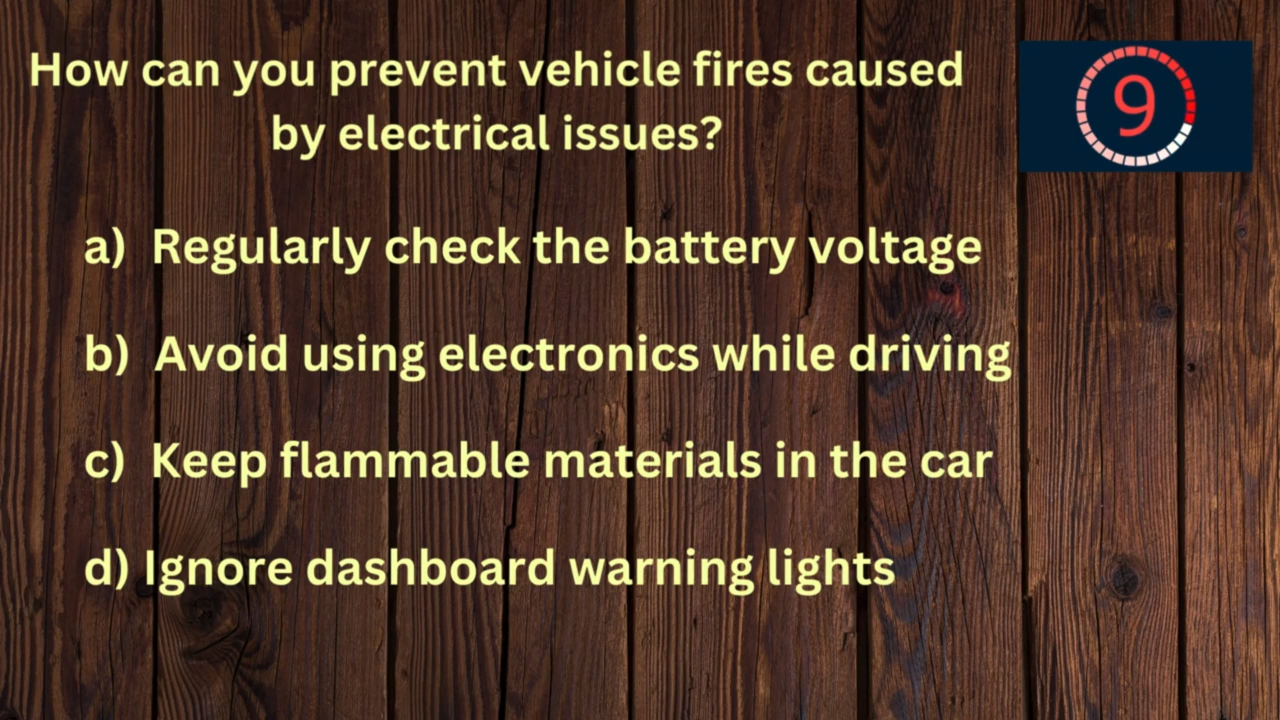 How can you prevent vehicle fires caused
by electrical issues?
9
a) Regularly check the battery voltage
b) Avoid using electronics while driving
c) Keep flammable materials in the car
d) Ignore dashboard warning lights